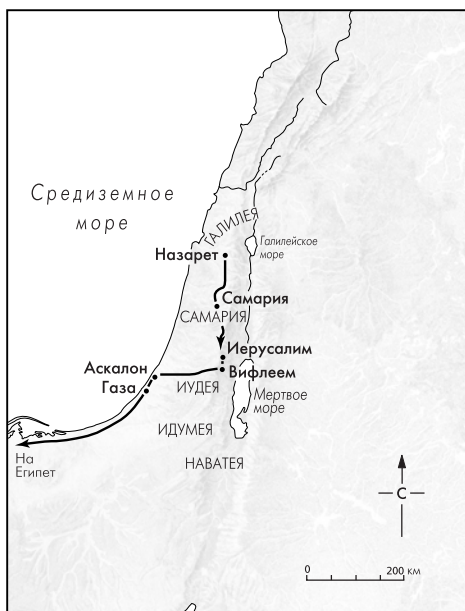 Средиземное
море
ГАЛИЛЕЯ
Галилейское
море
Назарет
Самария
САМАРИЯ
Иерусалим
Аскалон
Вифлеем
Газа
ИУДЕЯ
Мертвое
море
ИДУМЕЯ
На
Египет
НАВАТЕЯ
С
0 200 км